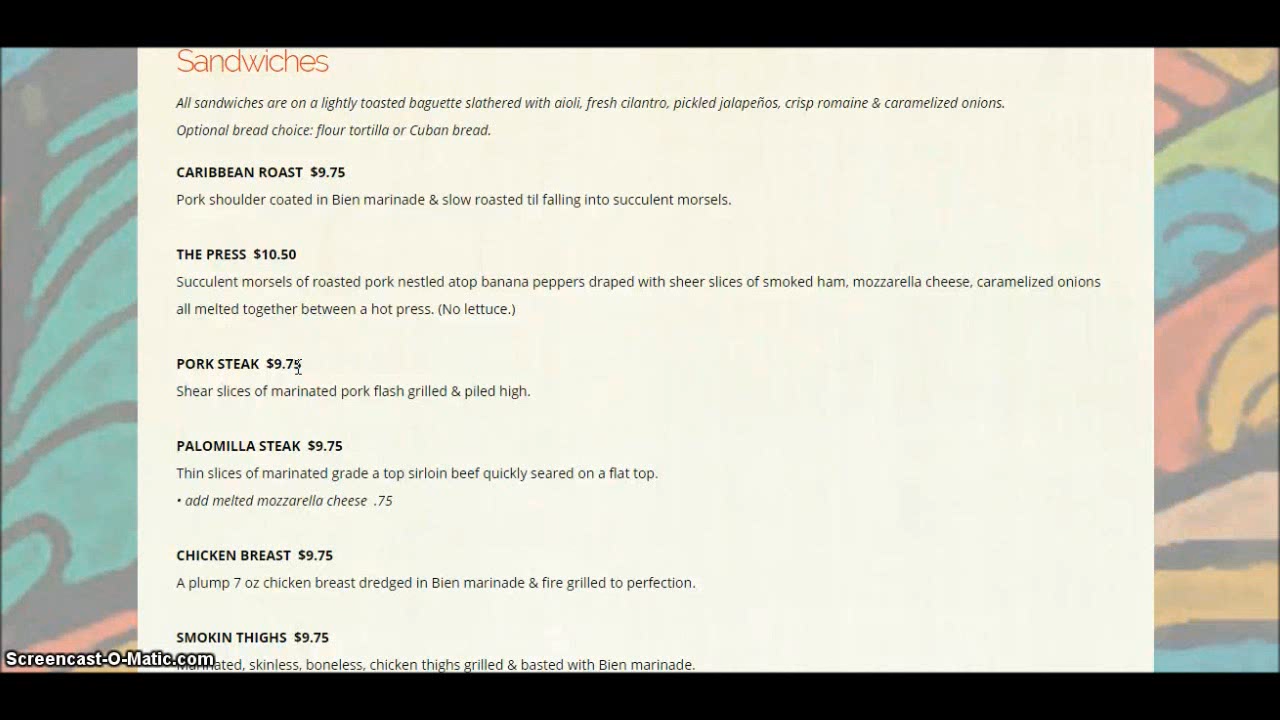 Sandwiches
All sandwiches are on a lightly toasted baguette slathered with aioli, fresh cilantro, pickled jalapeños, crisp romaine & caramelized onions.
Optional bread choice: flour tortilla or Cuban bread.
CARIBBEAN ROAST $9.75
Pork shoulder coated in Bien marinade & slow roasted til falling into succulent morsels.
THE PRESS $10.50
Succulent morsels of roasted pork nestled atop banana peppers draped with sheer slices of smoked ham, mozzarella cheese, caramelized onions
all melted together between a hot press. (No lettuce.)
PORK STEAK $9.75
Shear slices of marinated pork flash grilled & piled high.
PALOMILLA STEAK $9.75
Thin slices of marinated grade a top sirloin beef quickly seared on a flat top.
• add melted mozzarella cheese .75
CHICKEN BREAST $9.75
A plump 7 oz chicken breast dredged in Bien marinade & fire grilled to perfection.
SMOKIN THIGHS $9.75
Marinated, skinless, boneless, chicken thighs grilled & basted with Bien marinade.
Screencast-O-Matic.com